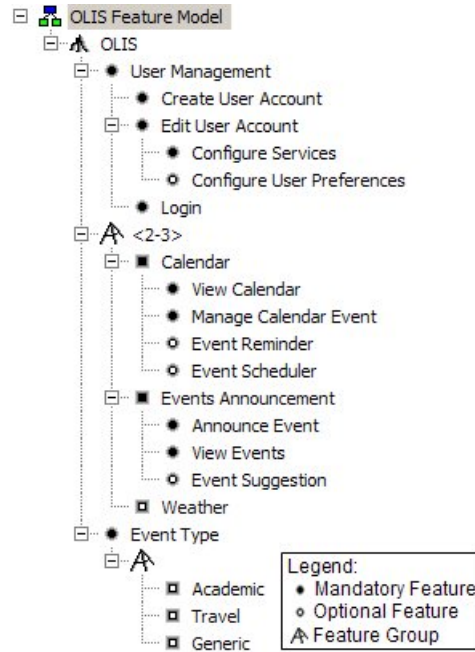 OLIS Feature Model
OLIS
User Management
Create User Account
Edit User Account
Configure Services
Configure User Preferences
Login
<2-3>
Calendar
View Calendar
Manage Calendar Event
Event Reminder
Event Scheduler
Events Announcement
Announce Event
View Events
Event Suggestion
Weather
Event Type
Academic
Travel
Generic
Legend:
Mandatory Feature
Optional Feature
Feature Group